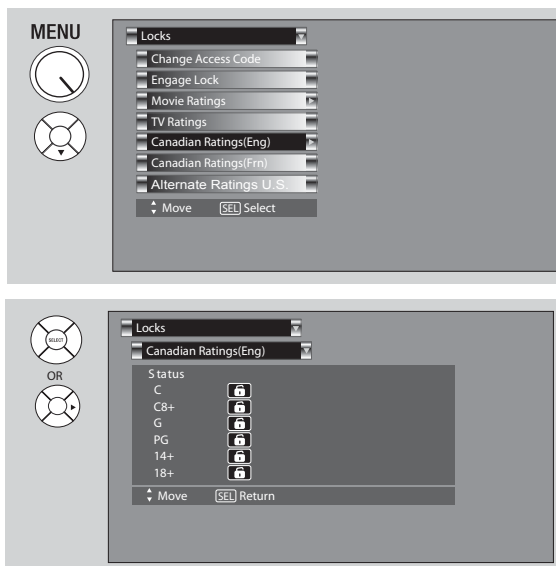 MENU
Locks
Change Access Code
Engage Lock
Movie Ratings
TV Ratings
Canadian Ratings(Eng)
Canadian Ratings(Frn)
Alternate Ratings U.S.
Move SEL Select
SELECT
OR
Locks
Canadian Ratings(Eng)
Status
C
C8+
G
PG
14+
18+
Move SEL Return